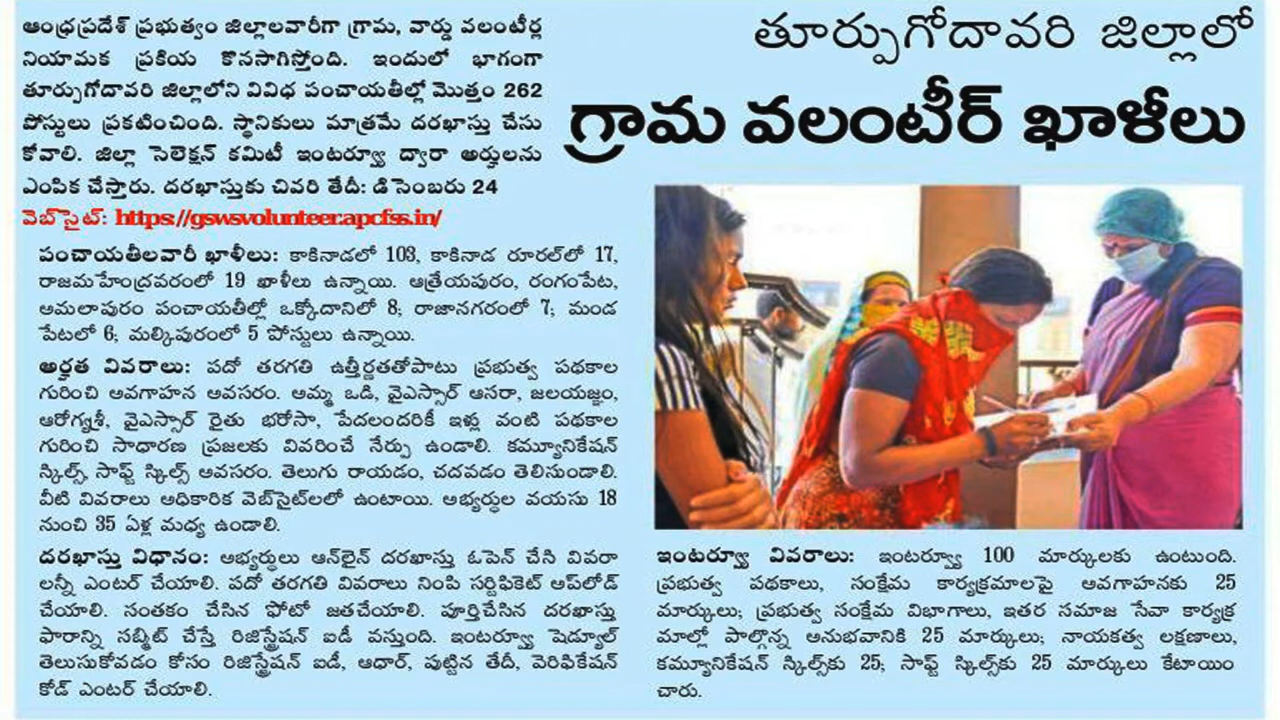 తూర్పుగోదావరి జిల్లాలో
గ్రామ వలంటీర్ ఖాళీలు
ఆంధ్రప్రదేశ్ ప్రభుత్వం జిల్లాలవారీగా గ్రామ, వార్డు వలంటీర్ల
నియామక ప్రకియ కొనసాగిస్తోంది. ఇందులో భాగంగా
తూర్పుగోదావరి జిల్లాలోని వివిధ పంచాయతీల్లో మొత్తం 262
పోస్టులు ప్రకటించింది. స్థానికులు మాత్రమే దరఖాస్తు చేసు
కోవాలి. జిల్లా సెలెక్షన్ కమిటీ ఇంటర్వ్యూ ద్వారా అర్హులను
ఎంపిక చేస్తారు. దరఖాస్తుకు చివరి తేదీ: డిసెంబరు 24
వెబ్‌సైట్: https://gswsvolunteer.apcfss.in/
పంచాయతీలవారీ ఖాళీలు: కాకినాడలో 103, కాకినాడ రూరల్‌లో 17,
రాజమహేంద్రవరంలో 19 ఖాళీలు ఉన్నాయి. ఆత్రేయపురం, రంగంపేట,
అమలాపురం పంచాయతీల్లో ఒక్కోదానిలో 8; రాజానగరంలో 7; మండ
పేటలో 6; మల్కిపురంలో 5 పోస్టులు ఉన్నాయి.
అర్హత వివరాలు: పదో తరగతి ఉత్తీర్ణతతోపాటు ప్రభుత్వ పథకాల
గురించి అవగాహన అవసరం. అమ్మ ఒడి, వైఎస్సార్ ఆసరా, జలయజ్ఞం,
ఆరోగ్యశ్రీ, వైఎస్సార్ రైతు భరోసా, పేదలందరికీ ఇళ్లు వంటి పథకాల
గురించి సాధారణ ప్రజలకు వివరించే నేర్పు ఉండాలి. కమ్యూనికేషన్
స్కిల్స్, సాఫ్ట్ స్కిల్స్ అవసరం. తెలుగు రాయడం, చదవడం తెలిసుండాలి.
వీటి వివరాలు అధికారిక వెబ్‌సైట్‌లలో ఉంటాయి. అభ్యర్థుల వయసు 18
నుంచి 35 ఏళ్ల మధ్య ఉండాలి.
దరఖాస్తు విధానం: అభ్యర్థులు ఆన్‌లైన్ దరఖాస్తు ఓపెన్ చేసి వివరా
లన్నీ ఎంటర్ చేయాలి. పదో తరగతి వివరాలు నింపి సర్టిఫికెట్ అప్‌లోడ్
చేయాలి. సంతకం చేసిన ఫోటో జతచేయాలి. పూర్తిచేసిన దరఖాస్తు
ఫారాన్ని సబ్మిట్ చేస్తే రిజిస్ట్రేషన్ ఐడీ వస్తుంది. ఇంటర్వ్యూ షెడ్యూల్
తెలుసుకోవడం కోసం రిజిస్ట్రేషన్ ఐడీ, ఆధార్, పుట్టిన తేదీ, వెరిఫికేషన్
కోడ్ ఎంటర్ చేయాలి.
ఇంటర్వ్యూ వివరాలు: ఇంటర్వ్యూ 100 మార్కులకు ఉంటుంది.
ప్రభుత్వ పథకాలు, సంక్షేమ కార్యక్రమాలపై అవగాహనకు 25
మార్కులు; ప్రభుత్వ సంక్షేమ విభాగాలు, ఇతర సమాజ సేవా కార్యక్ర
మాల్లో పాల్గొన్న అనుభవానికి 25 మార్కులు; నాయకత్వ లక్షణాలు,
కమ్యూనికేషన్ స్కిల్స్‌కు 25; సాఫ్ట్ స్కిల్స్‌కు 25 మార్కులు కేటాయిం
చారు.